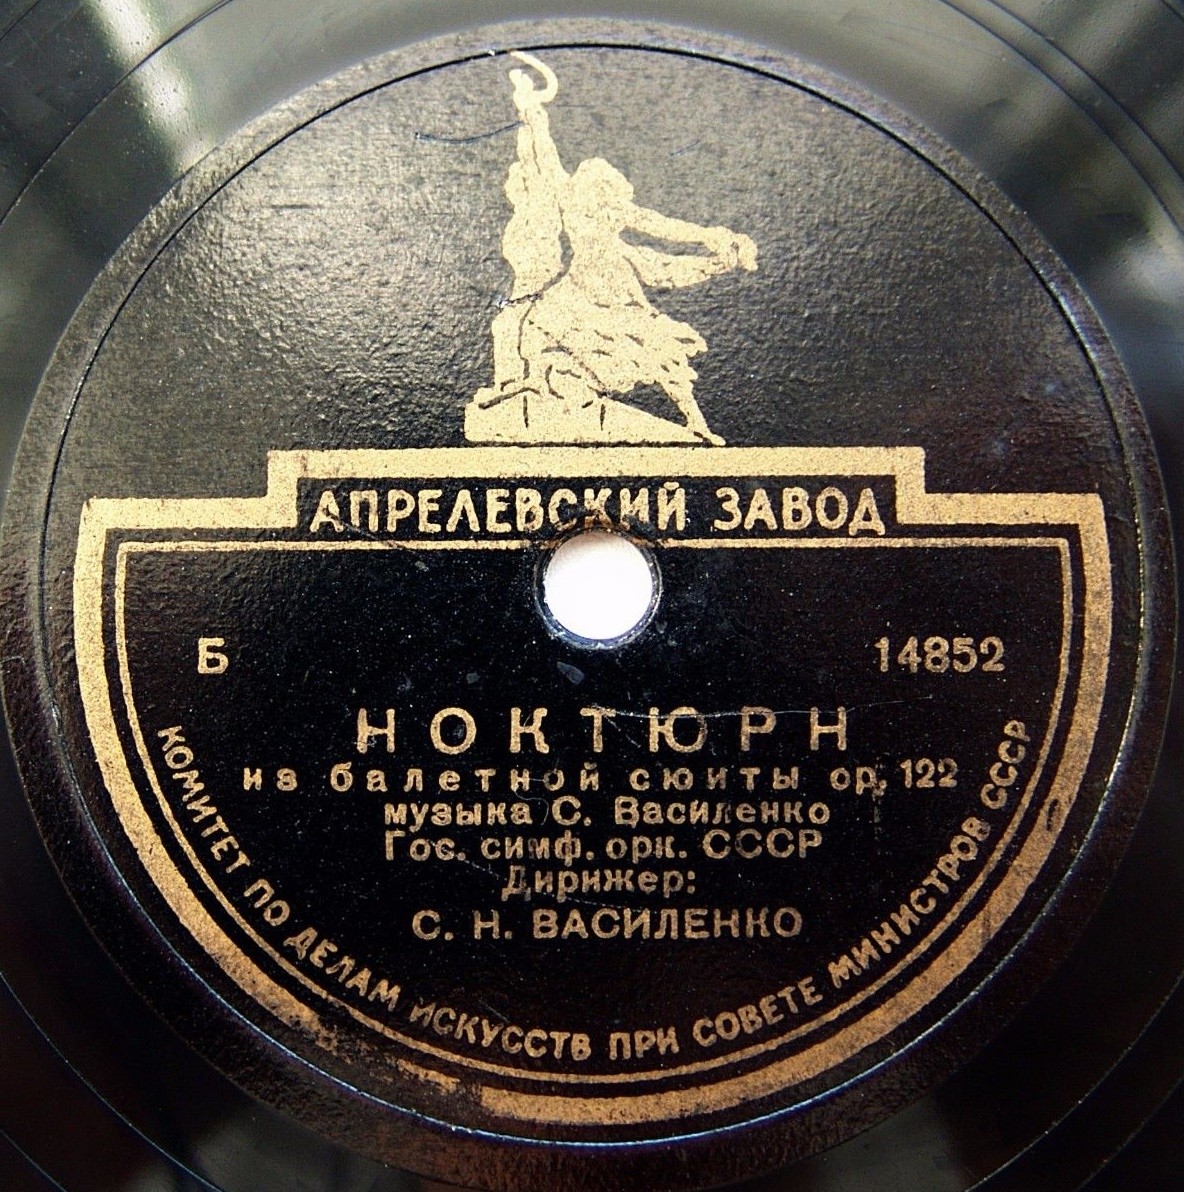 АПРЕЛЕВСКИЙ ЗАВОД
Б 14852
НОКТЮРН
из балетной сюиты ор. 122
музыка С. Василенко
Гос. симф. орк. СССР
Дирижер:
С. Н. ВАСИЛЕНКО
КОМИТЕТ ПО ДЕЛАМ ИСКУССТВ ПРИ СОВЕТЕ МИНИСТРОВ СССР